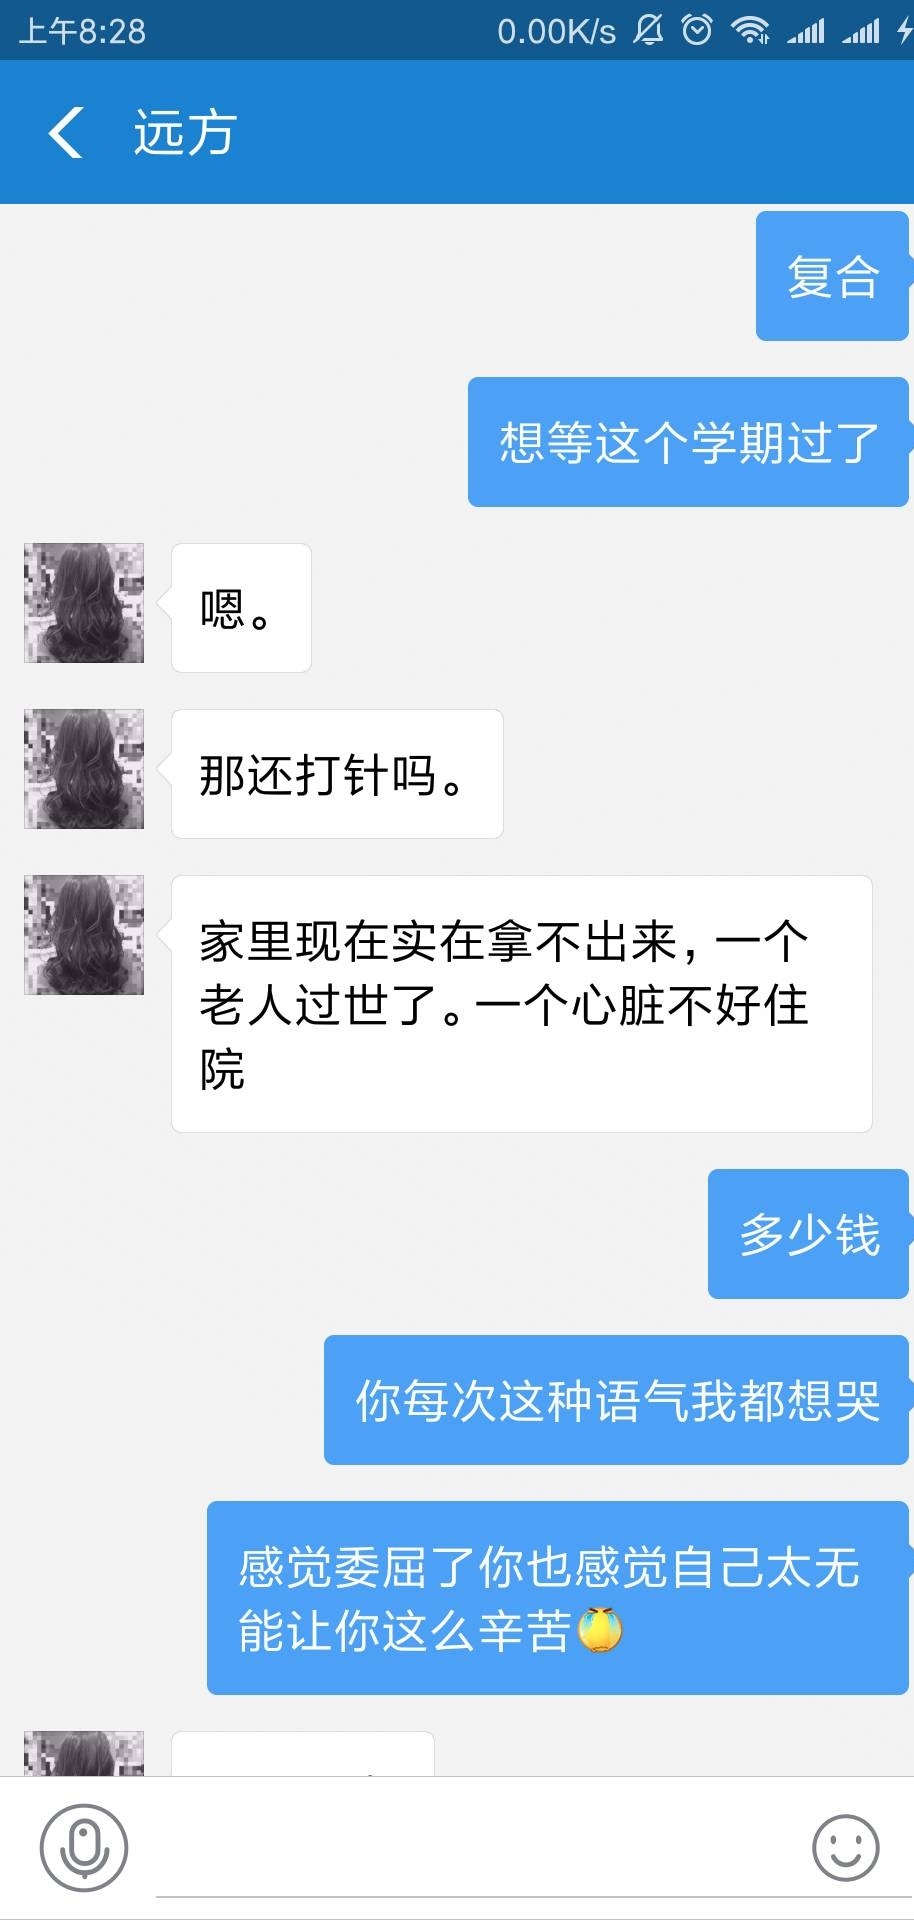 上午8:28
0.00K/s
远方
复合
想等这个学期过了
嗯。
那还打针吗。
家里现在实在拿不出来，一个
老人过世了。一个心脏不好住
院
多少钱
你每次这种语气我都想哭
感觉委屈了你也感觉自己太无
能让你这么辛苦